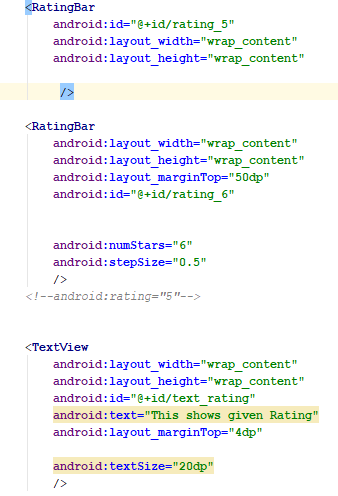 <RatingBar
android:id="@+id/rating_5"
android:layout_width="wrap_content"
android:layout_height="wrap_content"
/>
<RatingBar
android:layout_width="wrap_content"
android:layout_height="wrap_content"
android:layout_marginTop="50dp"
android:id="@+id/rating_6"
android:numStars="6"
android:stepSize="0.5"
/>
<!--android:rating="5"-->
<TextView
android:layout_width="wrap_content"
android:layout_height="wrap_content"
android:id="@+id/text_rating"
android:text="This shows given Rating"
android:layout_marginTop="4dp"
android:textSize="20dp"
/>